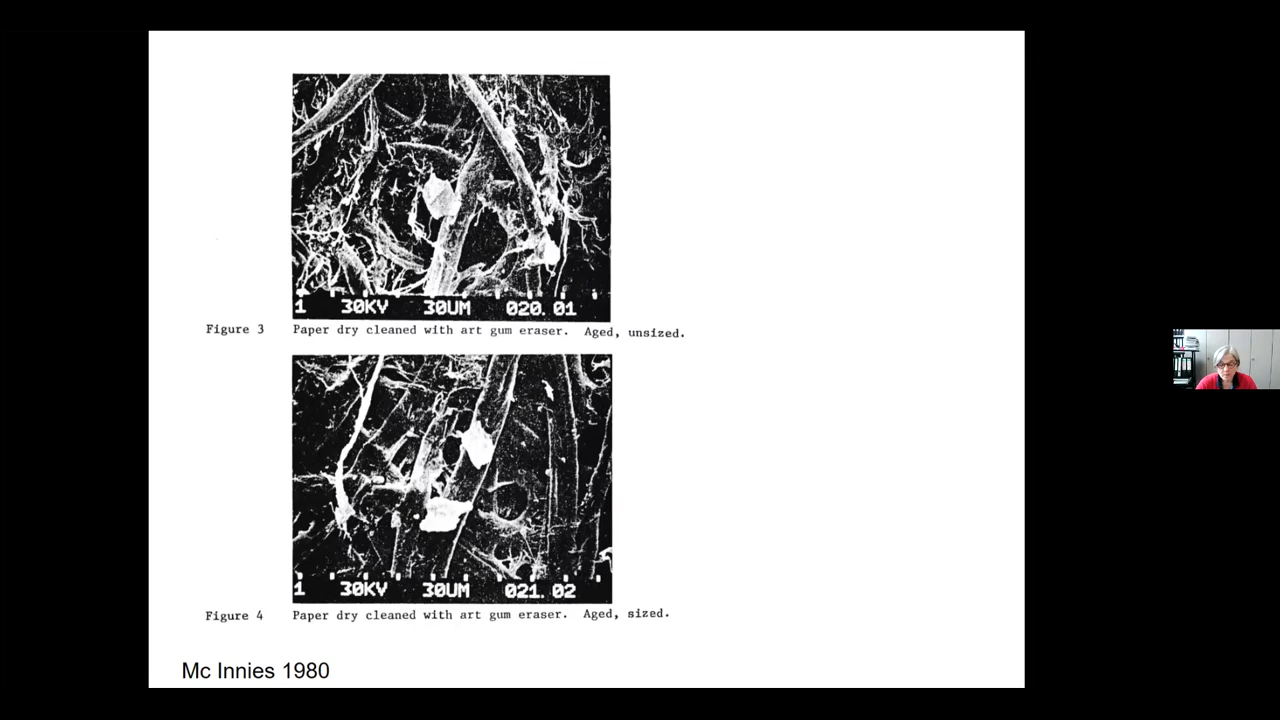 1 30KV 30UM 020.01
Figure 3 Paper dry cleaned with art gum eraser. Aged, unsized.
1 30KV 30UM 021.02
Figure 4 Paper dry cleaned with art gum eraser. Aged, sized.
Mc Innies 1980